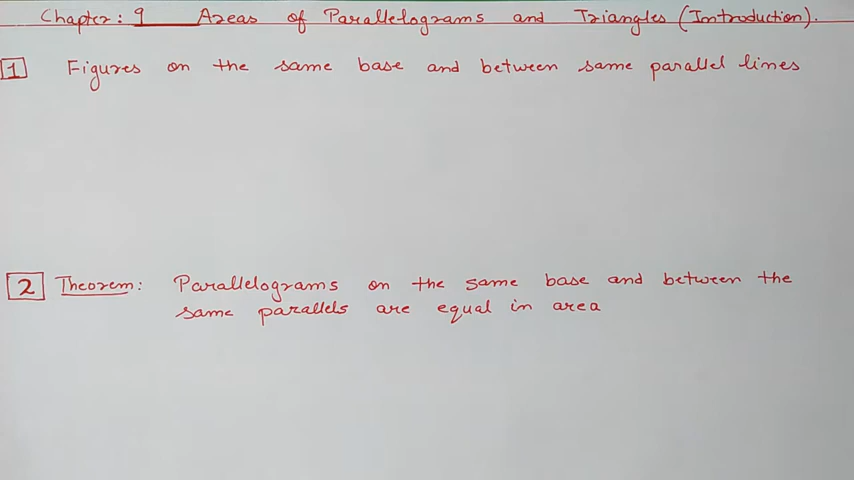 Chapter: 9 Areas of Parallelograms and Triangles (Introduction).
1 Figures on the same base and between same parallel lines
2 Theorem: Parallelograms on the same base and between the
same parallels are equal in area